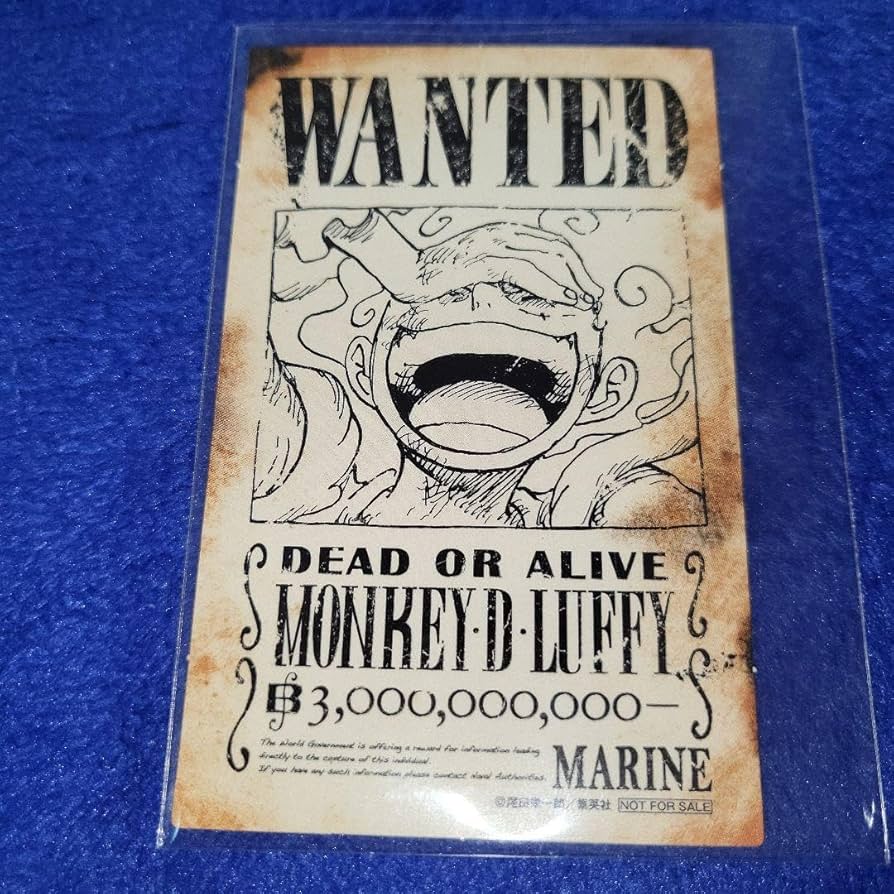 WANTED
DEAD OR ALIVE
MONKEY·D·LUFFY
฿3,000,000,000—
The World Government is offering a reward for information leading
directly to the capture of this individual.
If you have any such information please contact Naval Authorities.
MARINE
©尾田栄一郎/集英社 NOT FOR SALE